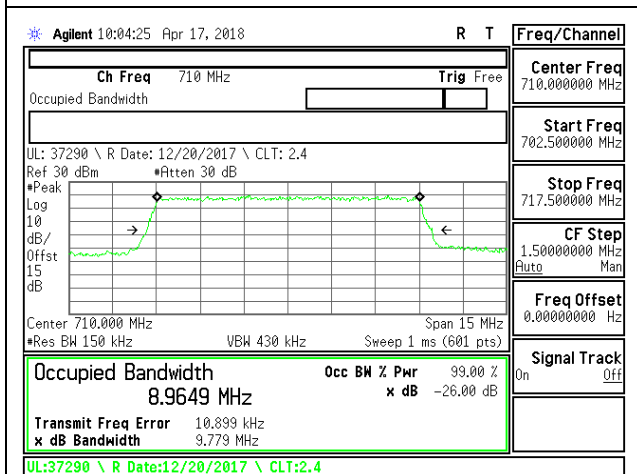 Agilent 10:04:25 Apr 17, 2018 R T
Freq/Channel
Ch Freq 710 MHz Trig Free
Occupied Bandwidth
UL: 37290 \ R Date: 12/20/2017 \ CLT: 2.4
Ref 30 dBm #Atten 30 dB
#Peak
Log
10
dB/
Offst
15
dB
Center 710.000 MHz Span 15 MHz
#Res BW 150 kHz VBW 430 kHz Sweep 1 ms (601 pts)
Occupied Bandwidth Occ BW % Pwr 99.00 %
8.9649 MHz x dB -26.00 dB
Transmit Freq Error 10.899 kHz
x dB Bandwidth 9.779 MHz
UL:37290 \ R Date:12/20/2017 \ CLT:2.4
Center Freq
710.000000 MHz
Start Freq
702.500000 MHz
Stop Freq
717.500000 MHz
CF Step
1.50000000 MHz
Auto Man
Freq Offset
0.00000000 Hz
Signal Track
On Off